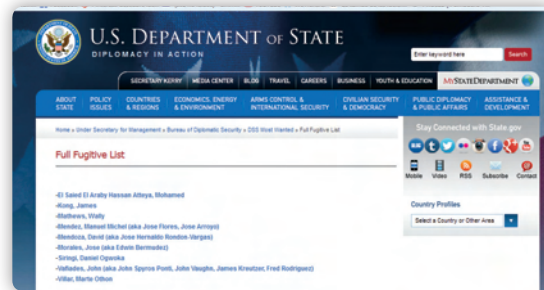 U.S. DEPARTMENT OF STATE
DIPLOMACY IN ACTION
Enter keyword here
Search
SECRETARY KERRY MEDIA CENTER BLOG TRAVEL CAREERS BUSINESS YOUTH & EDUCATION MYSTATEDEPARTMENT
ABOUT STATE
POLICY ISSUES
COUNTRIES & REGIONS
ECONOMICS, ENERGY & ENVIRONMENT
ARMS CONTROL & INTERNATIONAL SECURITY
CIVILIAN SECURITY & DEMOCRACY
PUBLIC DIPLOMACY & PUBLIC AFFAIRS
ASSISTANCE & DEVELOPMENT
Home » Under Secretary for Management » Bureau of Diplomatic Security » DSS Most Wanted » Full Fugitive List
Full Fugitive List
-El Saied El Araby Hassan Atteya, Mohamed
-Kong, James
-Mathews, Wally
-Mendez, Manuel Michel (aka Jose Flores, Jose Arroyo)
-Mendoza, David (aka Jose Hernaldo Rondon-Vargas)
-Morales, Jose (aka Edwin Bermudez)
-Siringi, Daniel Ogwoka
-Valladas, John (aka John Spyros Ponti, John Vaughn, James Kreutzer, Fred Rodriguez)
-Villar, Marte Othon
Stay Connected with State.gov
Mobile Video RSS Subscribe Contact
Country Profiles
Select a Country or Other Area